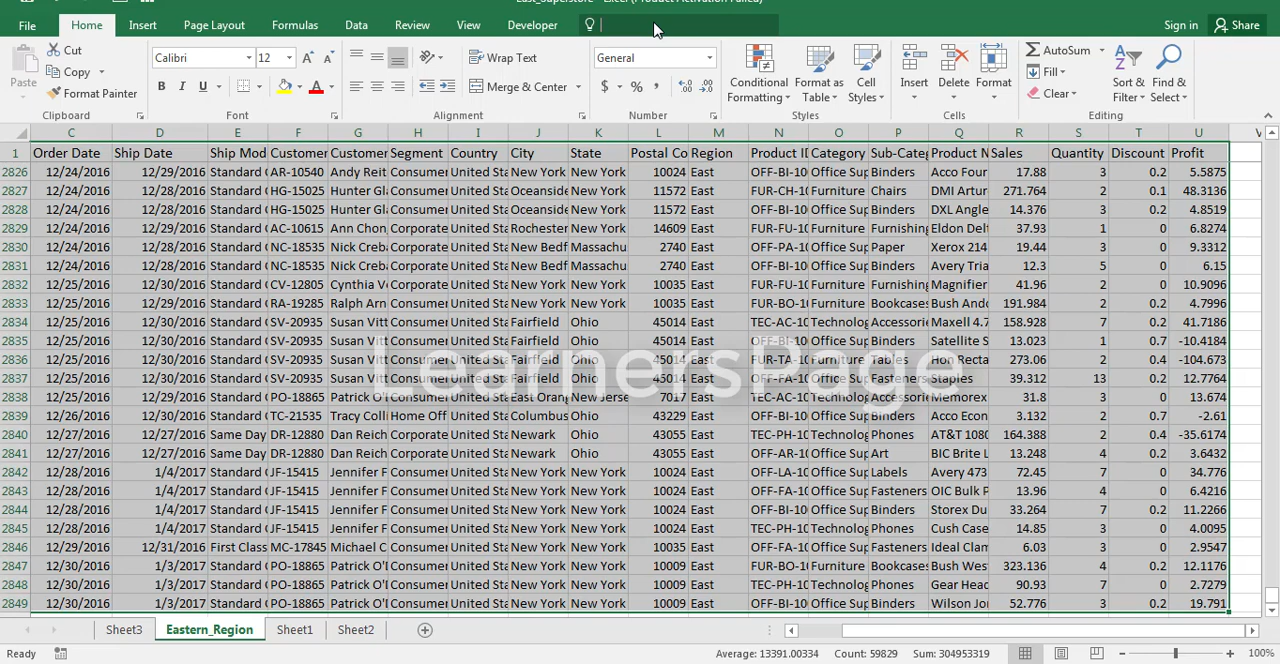 East_Superstore - Excel (Product Activation Failed)
File Home Insert Page Layout Formulas Data Review View Developer Sign in Share
Cut
Copy
Format Painter
Paste
Clipboard
Calibri 12
B I U A
Font
Wrap Text
Merge & Center
Alignment
General
$ % ,
Number
Conditional Formatting
Format as Table
Cell Styles
Styles
Insert Delete Format
Cells
AutoSum
Fill
Clear
Sort & Filter
Find & Select
Editing
C D E F G H I J K L M N O P Q R S T U V
1 Order Date Ship Date Ship Mod Customer Customer Segment Country City State Postal Co Region Product ID Category Sub-Categ Product N Sales Quantity Discount Profit
2826 12/24/2016 12/29/2016 Standard C AR-10540 Andy Reit Consumer United Sta New York New York 10024 East OFF-BI-10 Office Sup Binders Acco Four 17.88 3 0.2 5.5875
2827 12/24/2016 12/28/2016 Standard C HG-15025 Hunter Gla Consumer United Sta Oceanside New York 11572 East FUR-CH-10 Furniture Chairs DMI Artur 271.764 2 0.1 48.3136
2828 12/24/2016 12/28/2016 Standard C HG-15025 Hunter Gla Consumer United Sta Oceanside New York 11572 East OFF-BI-10 Office Sup Binders DXL Angle 14.376 3 0.2 4.8519
2829 12/24/2016 12/28/2016 Standard C AC-10615 Ann Chon Corporate United Sta Rochester New York 14609 East FUR-FU-10 Furniture Furnishing Eldon Delt 37.93 1 0 6.8274
2830 12/24/2016 12/28/2016 Standard C NC-18535 Nick Creba Corporate United Sta New Bedf Massachu 2740 East OFF-PA-10 Office Sup Paper Xerox 214 19.44 3 0 9.3312
2831 12/24/2016 12/28/2016 Standard C NC-18535 Nick Creba Corporate United Sta New Bedf Massachu 2740 East OFF-BI-10 Office Sup Binders Avery Tria 12.3 5 0 6.15
2832 12/25/2016 12/30/2016 Standard C CV-12805 Cynthia Vo Corporate United Sta New York New York 10035 East FUR-FU-10 Furniture Furnishing Magnifier 41.96 2 0 10.9096
2833 12/25/2016 12/30/2016 Standard C RA-19285 Ralph Arn Consumer United Sta New York New York 10035 East FUR-BO-10 Furniture Bookcases Bush Ando 191.984 2 0.2 4.7996
2834 12/25/2016 12/30/2016 Standard C SV-20935 Susan Vitt Consumer United Sta Fairfield Ohio 45014 East TEC-AC-10 Technolog Accessorie Maxell 4.7 158.928 7 0.2 41.7186
2835 12/25/2016 12/30/2016 Standard C SV-20935 Susan Vitt Consumer United Sta Fairfield Ohio 45014 East OFF-BI-10 Office Sup Binders Satellite S 13.023 1 0.7 -10.4184
2836 12/25/2016 12/30/2016 Standard C SV-20935 Susan Vitt Consumer United Sta Fairfield Ohio 45014 East FUR-TA-10 Furniture Tables Hon Recta 273.06 2 0.4 -104.673
2837 12/25/2016 12/30/2016 Standard C SV-20935 Susan Vitt Consumer United Sta Fairfield Ohio 45014 East OFF-FA-10 Office Sup Fasteners Staples 39.312 13 0.2 12.7764
LearnersPage
2838 12/25/2016 12/30/2016 Standard C PO-18865 Patrick O' Consumer United Sta East Orang New Jerse 7017 East TEC-AC-10 Technolog Accessorie Memorex 31.8 3 0 13.674
2839 12/26/2016 12/30/2016 Standard C TC-21535 Tracy Colli Home Off United Sta Columbus Ohio 43229 East OFF-BI-10 Office Sup Binders Acco Econ 3.132 2 0.7 -2.61
2840 12/27/2016 12/27/2016 Same Day DR-12880 Dan Reich Corporate United Sta Newark Ohio 43055 East TEC-PH-10 Technolog Phones AT&T 1080 164.388 2 0.4 -35.6174
2841 12/27/2016 12/27/2016 Same Day DR-12880 Dan Reich Corporate United Sta Newark Ohio 43055 East OFF-AR-10 Office Sup Art BIC Brite L 13.248 4 0.2 3.6432
2842 12/28/2016 1/4/2017 Standard C JF-15415 Jennifer F Consumer United Sta New York New York 10024 East OFF-LA-10 Office Sup Labels Avery 473 72.45 7 0 34.776
2843 12/28/2016 1/4/2017 Standard C JF-15415 Jennifer F Consumer United Sta New York New York 10024 East OFF-FA-10 Office Sup Fasteners OIC Bulk P 13.96 4 0 6.4216
2844 12/28/2016 1/4/2017 Standard C JF-15415 Jennifer F Consumer United Sta New York New York 10024 East OFF-BI-10 Office Sup Binders Storex Du 33.264 7 0.2 11.2266
2845 12/28/2016 1/4/2017 Standard C JF-15415 Jennifer F Consumer United Sta New York New York 10024 East TEC-PH-10 Technolog Phones Cush Case 14.85 3 0 4.0095
2846 12/29/2016 12/31/2016 First Class MC-17845 Michael C Consumer United Sta New York New York 10035 East OFF-FA-10 Office Sup Fasteners Ideal Clam 6.03 3 0 2.9547
2847 12/30/2016 1/3/2017 Standard C PO-18865 Patrick O'I Consumer United Sta New York New York 10009 East FUR-BO-10 Furniture Bookcases Bush West 323.136 4 0.2 12.1176
2848 12/30/2016 1/3/2017 Standard C PO-18865 Patrick O'I Consumer United Sta New York New York 10009 East TEC-PH-10 Technolog Phones Gear Head 90.93 7 0 2.7279
2849 12/30/2016 1/3/2017 Standard C PO-18865 Patrick O'I Consumer United Sta New York New York 10009 East OFF-BI-10 Office Sup Binders Wilson Jon 52.776 3 0.2 19.791
Sheet3 Eastern_Region Sheet1 Sheet2
Ready Average: 13391.00334 Count: 59829 Sum: 304953319 100%